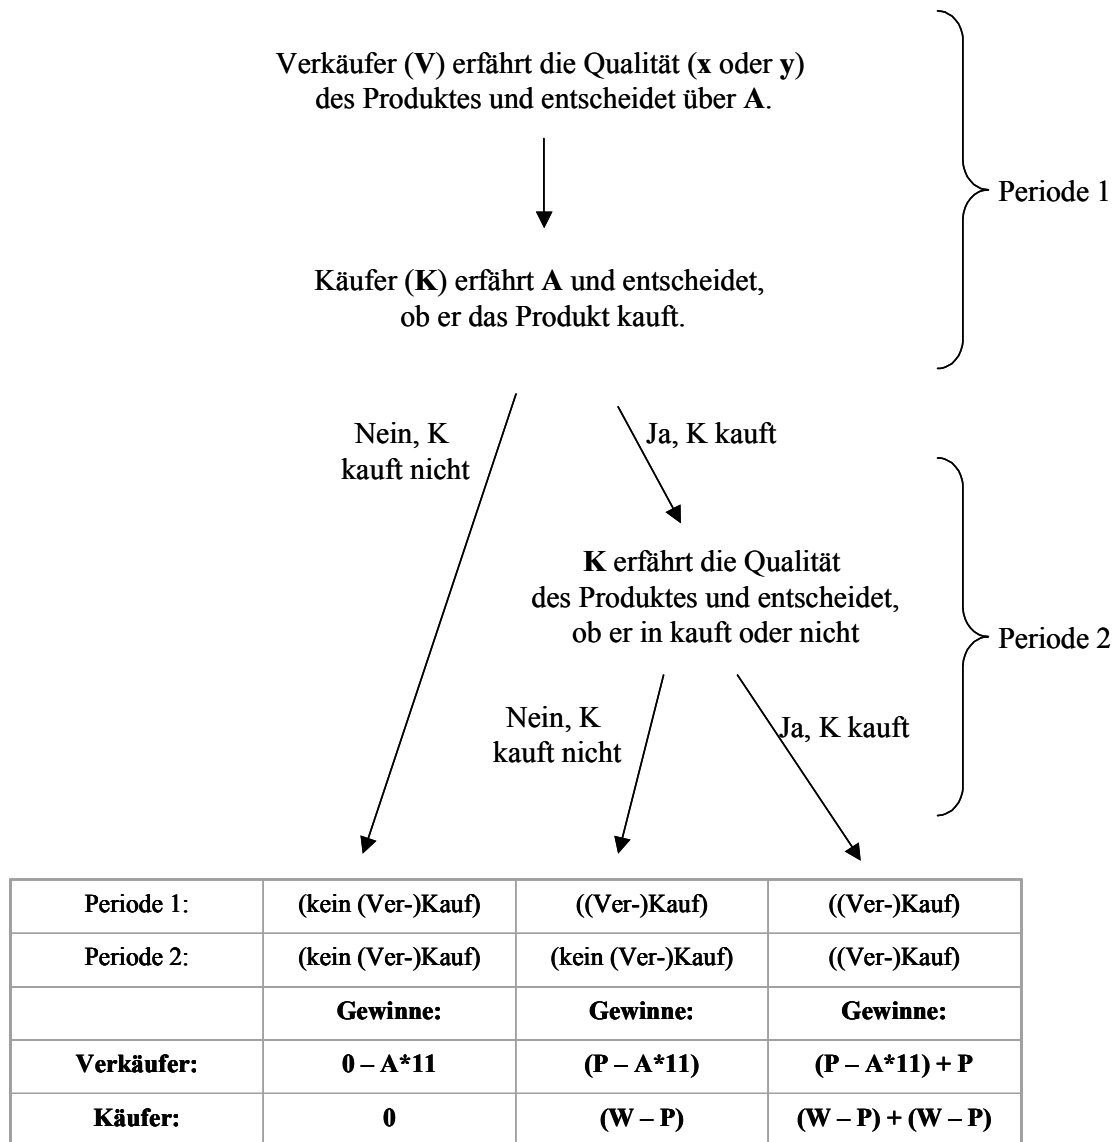 Verkäufer (V) erfährt die Qualität (x oder y)
des Produktes und entscheidet über A.
Periode 1
Käufer (K) erfährt A und entscheidet,
ob er das Produkt kauft.
Nein, K
kauft nicht
Ja, K kauft
K erfährt die Qualität
des Produktes und entscheidet,
ob er in kauft oder nicht
Periode 2
Nein, K
kauft nicht
Ja, K kauft
Periode 1: (kein (Ver-)Kauf) ((Ver-)Kauf) ((Ver-)Kauf)
Periode 2: (kein (Ver-)Kauf) (kein (Ver-)Kauf) ((Ver-)Kauf)
Gewinne: Gewinne: Gewinne:
Verkäufer: 0 – A*11 (P – A*11) (P – A*11) + P
Käufer: 0 (W – P) (W – P) + (W – P)